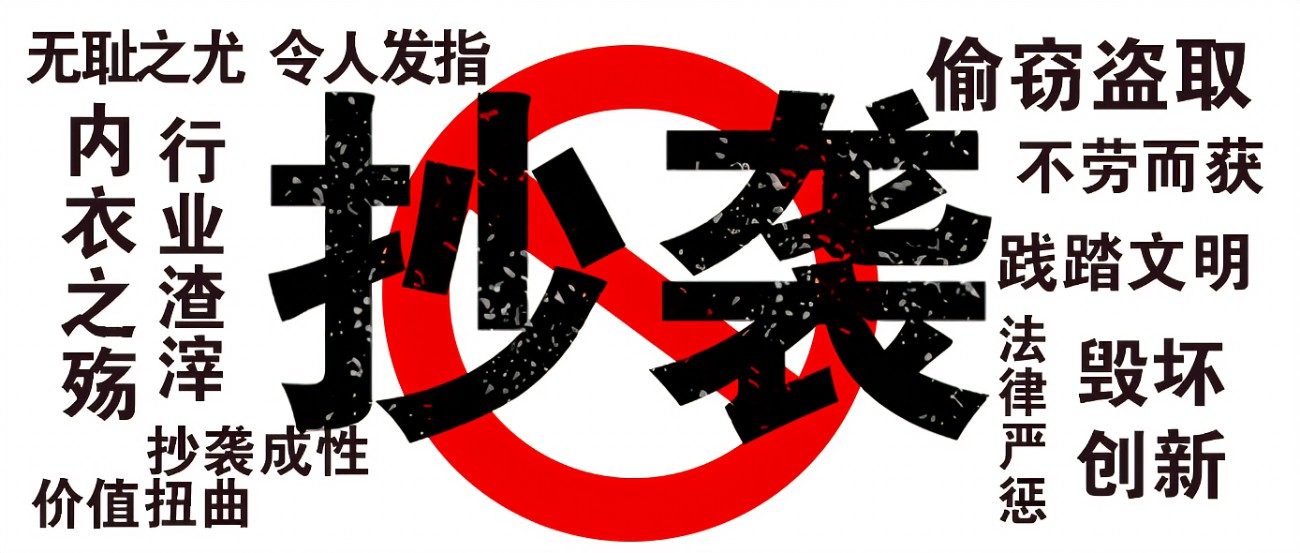 无耻之尤
令人发指
内衣之殇
行业渣滓
抄袭成性
价值扭曲
抄袭
偷窃盗取
不劳而获
践踏文明
法律严惩
毁坏
创新